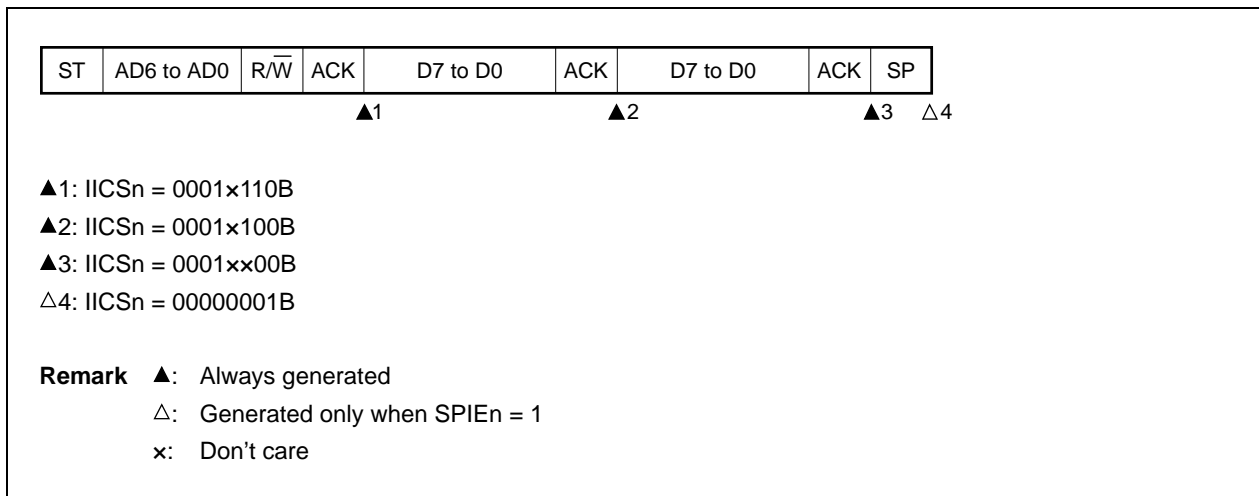 ST AD6 to AD0 R/W̅ ACK D7 to D0 ACK D7 to D0 ACK SP
▲1 ▲2 ▲3 △4
▲1: IICSn = 0001×110B
▲2: IICSn = 0001×100B
▲3: IICSn = 0001××00B
△4: IICSn = 00000001B
Remark ▲: Always generated
△: Generated only when SPIEn = 1
×: Don't care